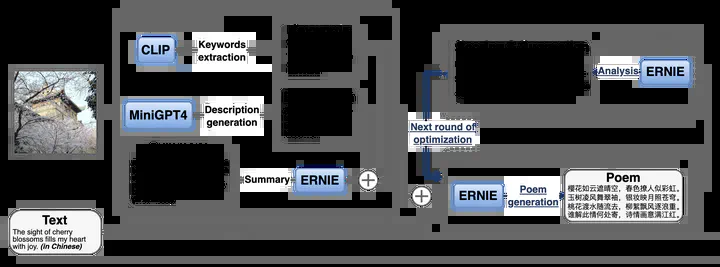 CLIP
Keywords
extraction
MiniGPT4
Description
generation
Summary
ERNIE
Text
The sight of cherry
blossoms fills my heart
with joy. (in Chinese)
Analysis
ERNIE
Next round of
optimization
ERNIE
Poem
generation
Poem
樱花如云遮晴空，春色撩人似彩虹。
玉树凌风舞翠袖，银妆映月照苍穹。
桃花渡水随流去，柳絮飘风逐浪重。
谁解此情何处寄，诗情画意满江红。